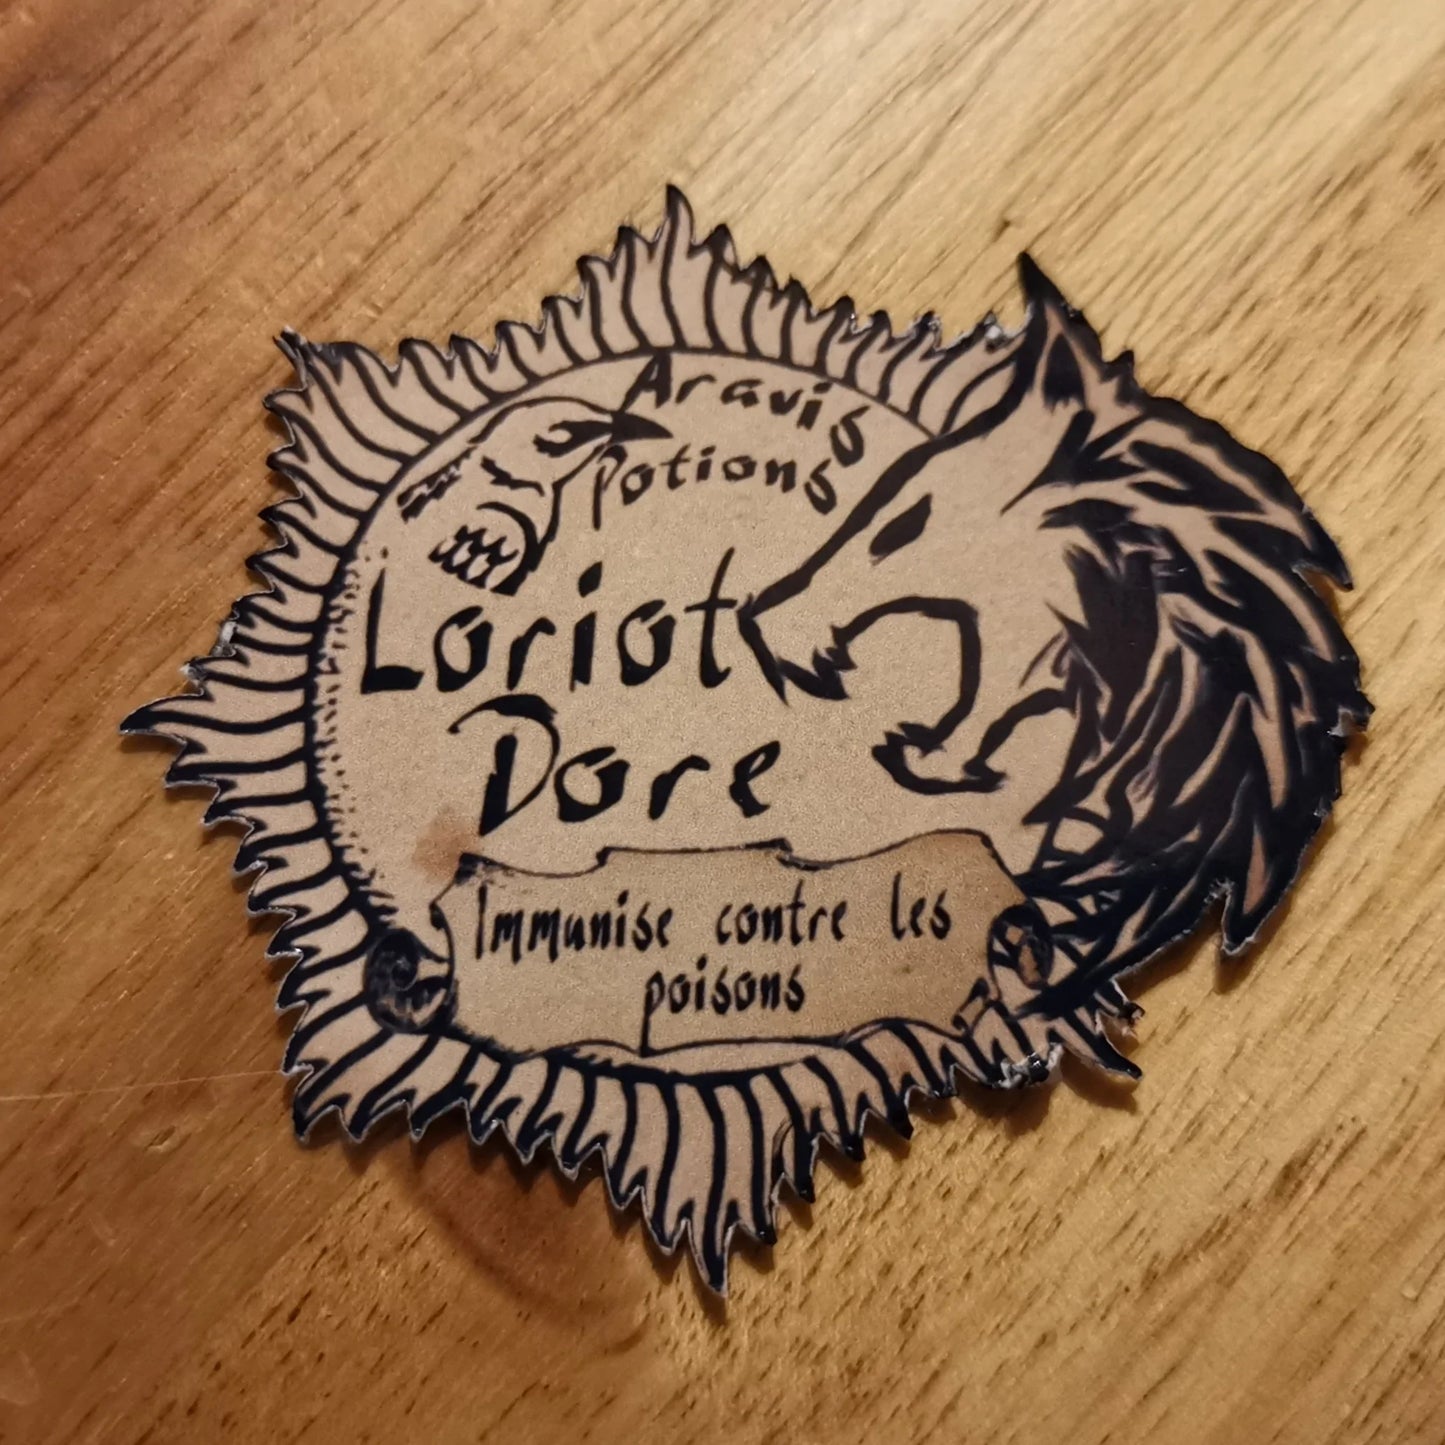 Aravis
Potions
Loriot
Dore
Immunise contre les
poisons